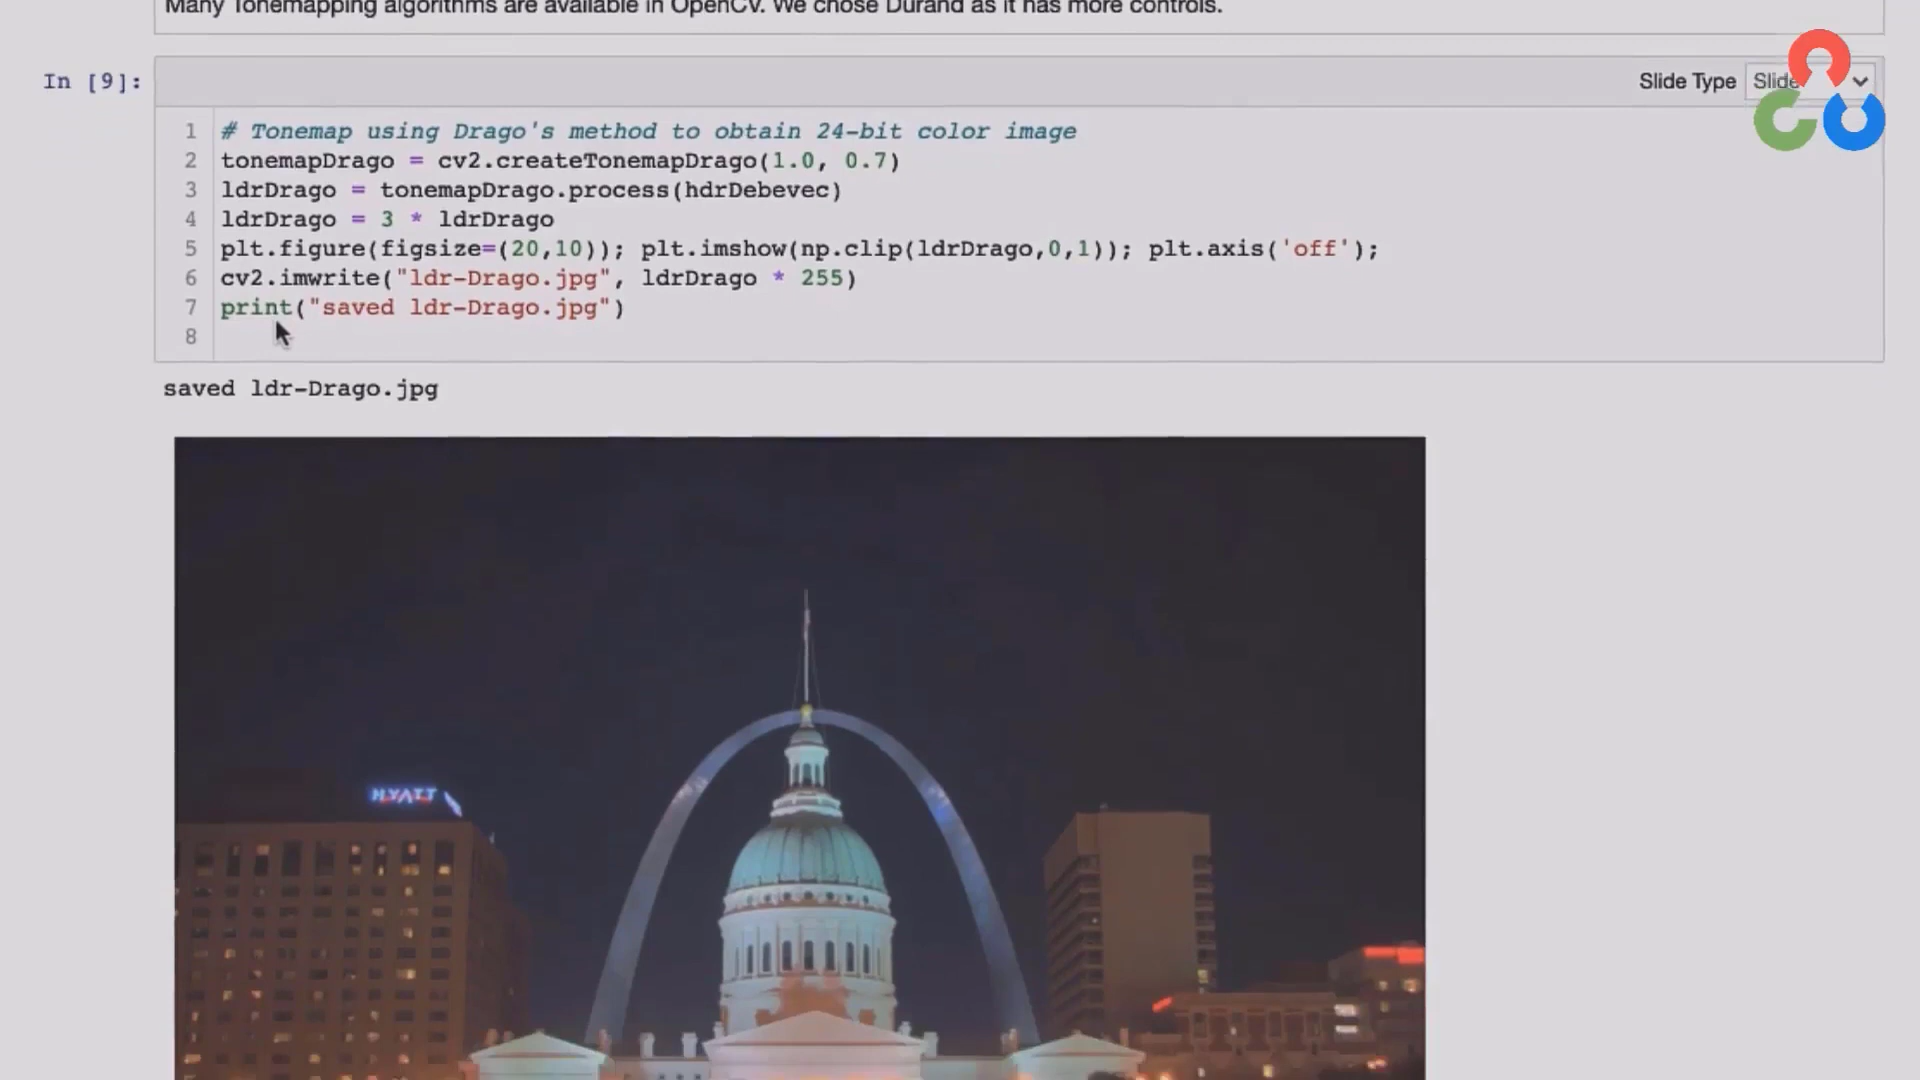 Many Tonemapping algorithms are available in OpenCV. We chose Durand as it has more controls.
In [9]:
Slide Type Slide
1 # Tonemap using Drago's method to obtain 24-bit color image
2 tonemapDrago = cv2.createTonemapDrago(1.0, 0.7)
3 ldrDrago = tonemapDrago.process(hdrDebevec)
4 ldrDrago = 3 * ldrDrago
5 plt.figure(figsize=(20,10)); plt.imshow(np.clip(ldrDrago,0,1)); plt.axis('off');
6 cv2.imwrite("ldr-Drago.jpg", ldrDrago * 255)
7 print("saved ldr-Drago.jpg")
8
saved ldr-Drago.jpg
HYATT